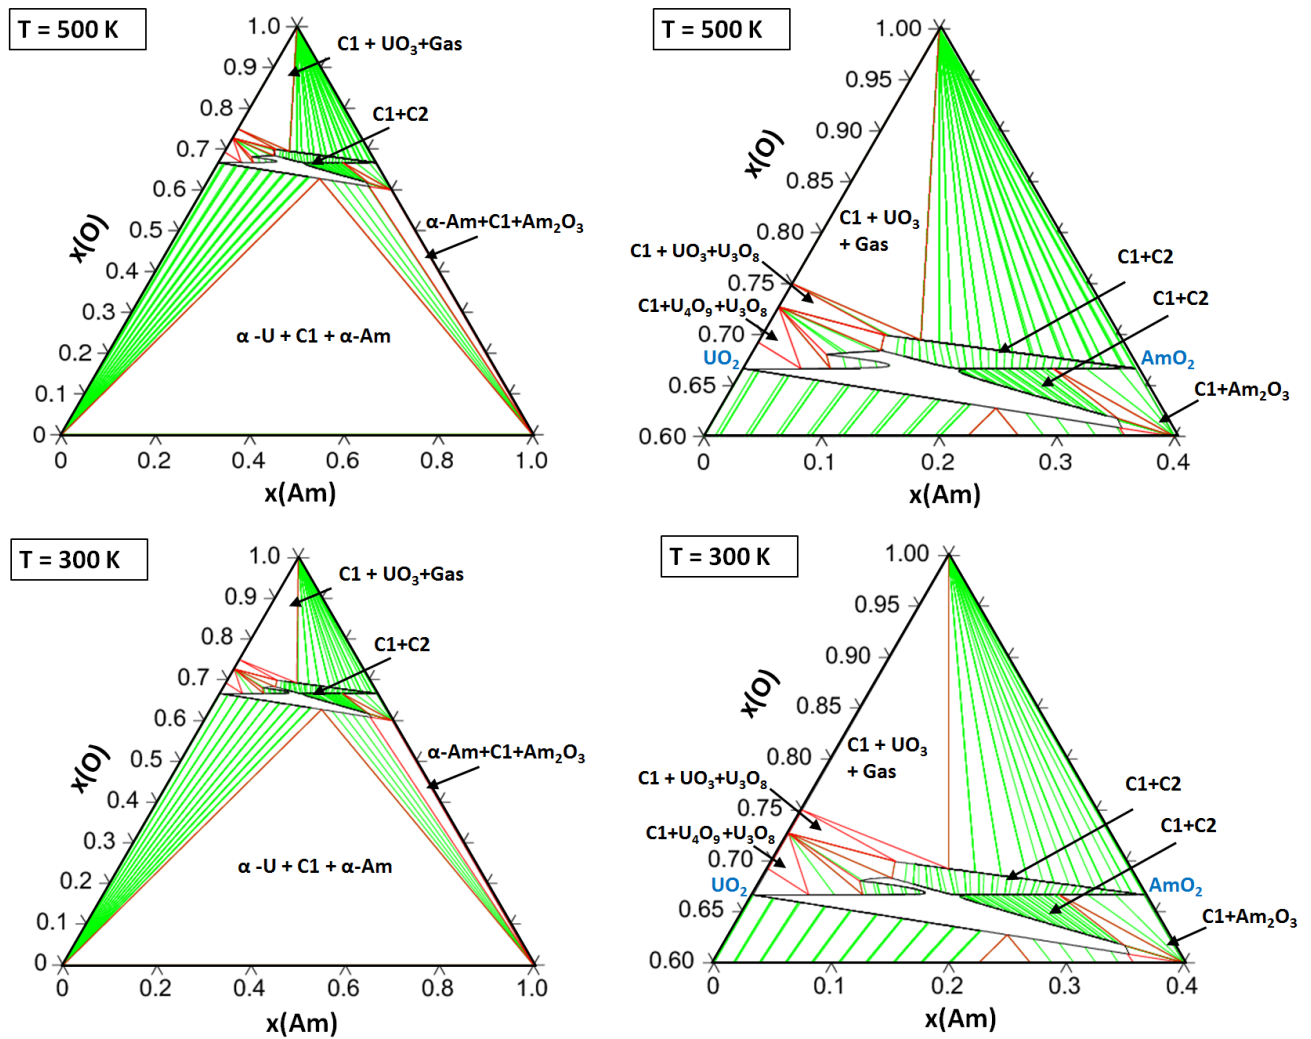 T = 500 K
1.0
C1 + UO3+Gas
0.9
0.8
C1+C2
0.7
0.6
α-Am+C1+Am2O3
0.5
x(O)
0.4
0.3
α -U + C1 + α-Am
0.2
0.1
0
0 0.2 0.4 0.6 0.8 1.0
x(Am)
T = 500 K
1.00
0.95
0.90
x(O)
0.85
C1 + UO3
+ Gas
0.80
C1 + UO3+U3O8
C1+C2
0.75
C1+C2
C1+U4O9+U3O8
0.70
UO2
AmO2
0.65
C1+Am2O3
0.60
0 0.1 0.2 0.3 0.4
x(Am)
T = 300 K
1.0
C1 + UO3+Gas
0.9
0.8
C1+C2
0.7
0.6
α-Am+C1+Am2O3
0.5
x(O)
0.4
0.3
α -U + C1 + α-Am
0.2
0.1
0
0 0.2 0.4 0.6 0.8 1.0
x(Am)
T = 300 K
1.00
0.95
0.90
x(O)
0.85
C1 + UO3
+ Gas
0.80
C1 + UO3+U3O8
C1+C2
0.75
C1+C2
C1+U4O9+U3O8
0.70
UO2
AmO2
0.65
C1+Am2O3
0.60
0 0.1 0.2 0.3 0.4
x(Am)